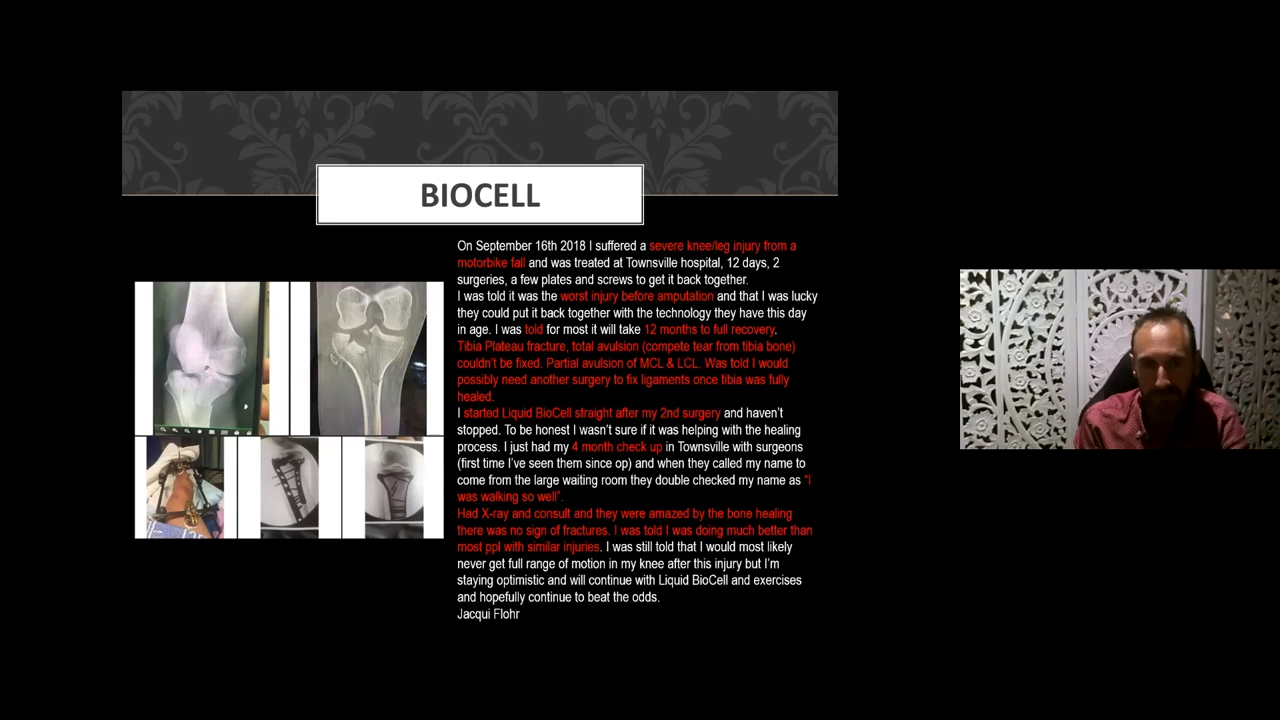 BIOCELL
On September 16th 2018 I suffered a severe knee/leg injury from a
motorbike fall and was treated at Townsville hospital, 12 days, 2
surgeries, a few plates and screws to get it back together.
I was told it was the worst injury before amputation and that I was lucky
they could put it back together with the technology they have this day
in age. I was told for most it will take 12 months to full recovery.
Tibia Plateau fracture, total avulsion (compete tear from tibia bone)
couldn't be fixed. Partial avulsion of MCL & LCL. Was told I would
possibly need another surgery to fix ligaments once tibia was fully
healed.
I started Liquid BioCell straight after my 2nd surgery and haven't
stopped. To be honest I wasn't sure if it was helping with the healing
process. I just had my 4 month check up in Townsville with surgeons
(first time I've seen them since op) and when they called my name to
come from the large waiting room they double checked my name as "I
was walking so well".
Had X-ray and consult and they were amazed by the bone healing
there was no sign of fractures. I was told I was doing much better than
most ppl with similar injuries. I was still told that I would most likely
never get full range of motion in my knee after this injury but I'm
staying optimistic and will continue with Liquid BioCell and exercises
and hopefully continue to beat the odds.
Jacqui Flohr